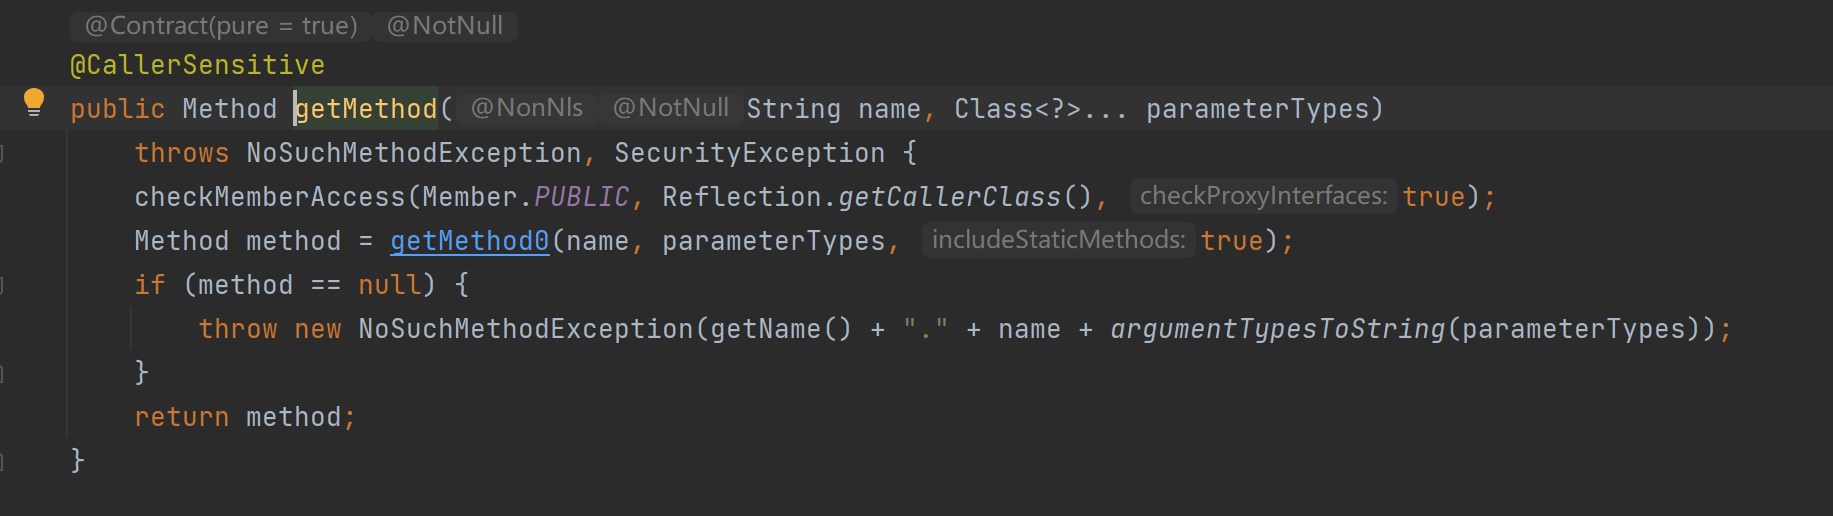 @Contract(pure = true) @NotNull
@CallerSensitive
public Method getMethod( @NonNls @NotNull String name, Class<?>... parameterTypes)
    throws NoSuchMethodException, SecurityException {
    checkMemberAccess(Member.PUBLIC, Reflection.getCallerClass(), checkProxyInterfaces: true);
    Method method = getMethod0(name, parameterTypes, includeStaticMethods: true);
    if (method == null) {
        throw new NoSuchMethodException(getName() + "." + name + argumentTypesToString(parameterTypes));
    }
    return method;
}